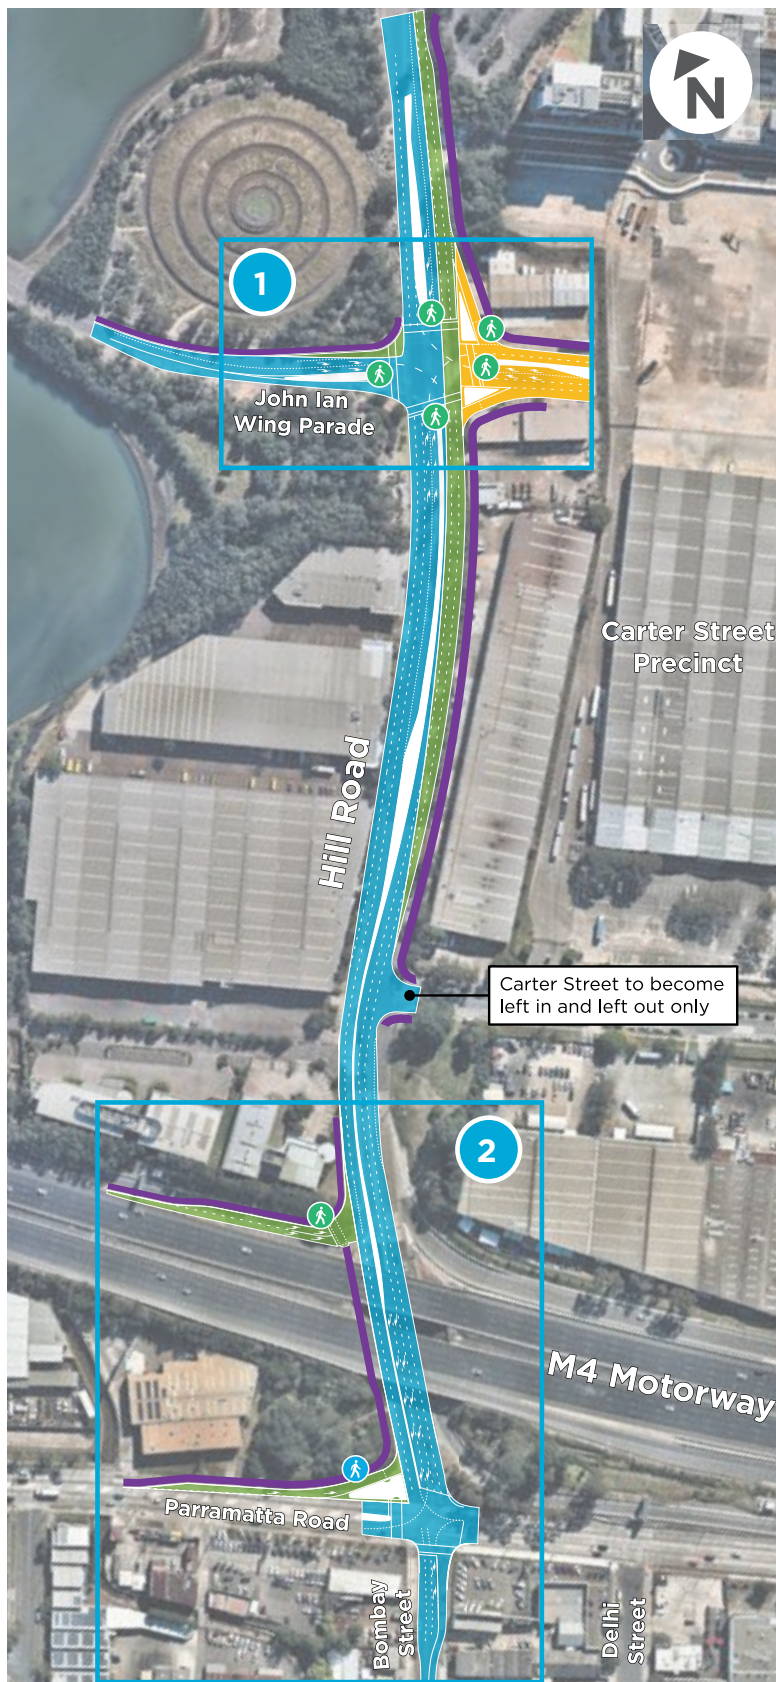 N
1
John Ian
Wing Parade
Carter Street
Precinct
Hill Road
Carter Street to become
left in and left out only
2
M4 Motorway
Parramatta Road
Bombay
Street
Delhi
Street